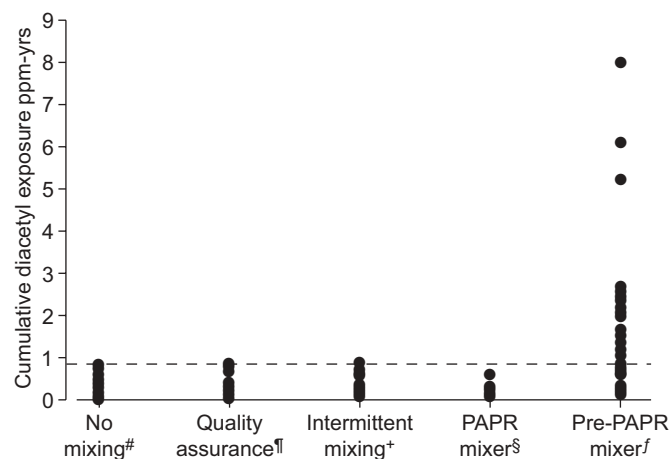 Cumulative diacetyl exposure ppm-yrs
9
8
7
6
5
4
3
2
1
0
No mixing#
Quality assurance¶
Intermittent mixing+
PAPR mixer§
Pre-PAPR mixerƒ